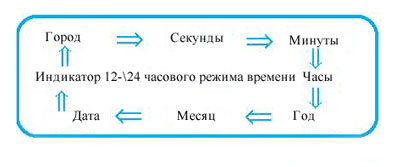 Город Секунды Минуты
Индикатор 12-\24 часового режима времени Часы
Дата Месяц Год